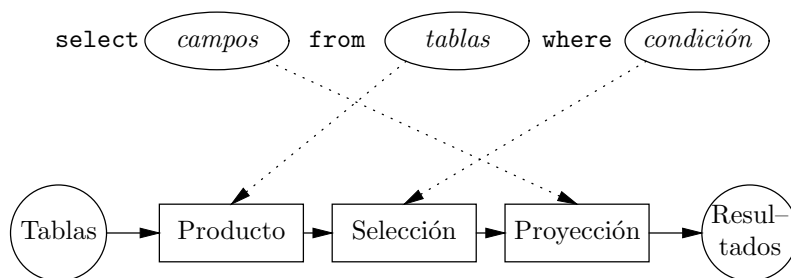 select campos from tablas where condición
Tablas Producto Selección Proyección Resul–
tados